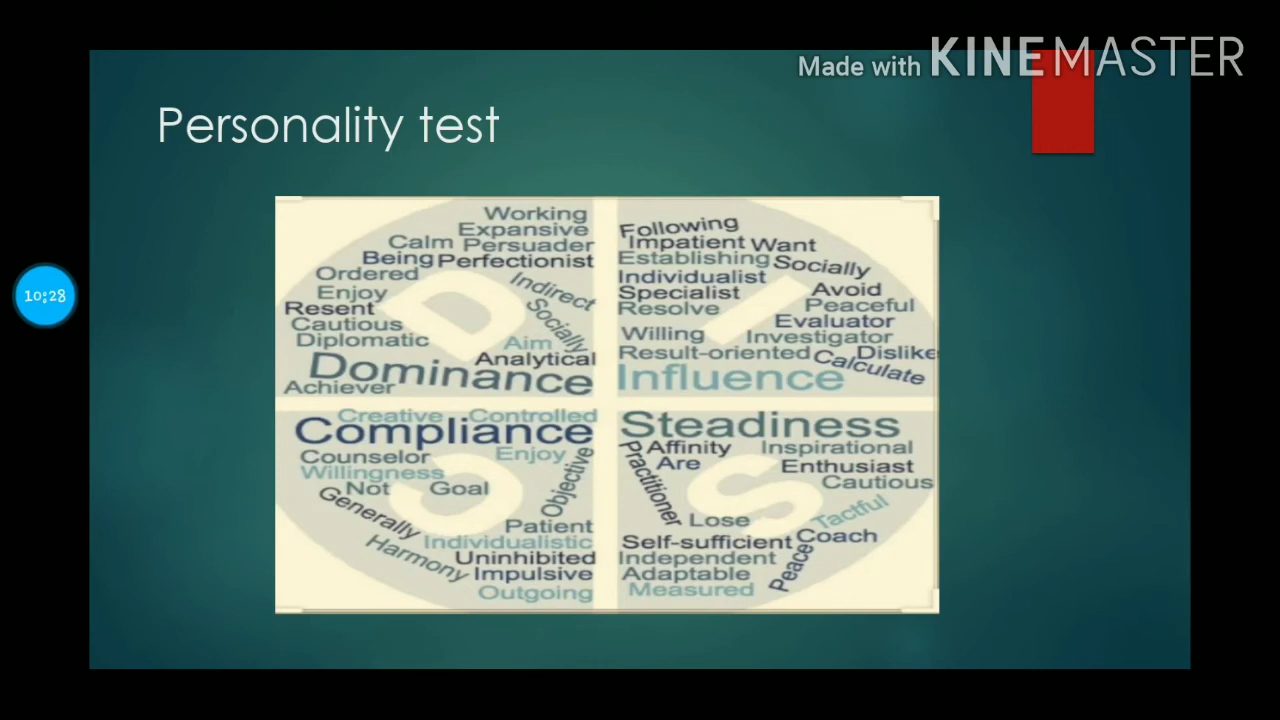 Made with KINEMASTER
Personality test
10:28
Working
Expansive
Calm Persuader
Being Perfectionist
Ordered
Indirect
Enjoy
Socially
Resent
Cautious
Diplomatic
Aim
Analytical
Dominance
Achiever
D
Following
Impatient Want
Establishing Socially
Individualist
Specialist Avoid
Resolve Peaceful
Evaluator
Willing Investigator
Result-oriented Calculate Dislike
Influence
I
Creative Controlled
Compliance
Counselor Enjoy
Willingness Objective
Not Goal
Generally
Patient
Harmony Individualistic
Uninhibited
Impulsive
Outgoing
C
Steadiness
Practitioner Affinity Inspirational
Are Enthusiast
Cautious
Tactful
Lose
Self-sufficient Coach
Independent Peace
Adaptable
Measured
S